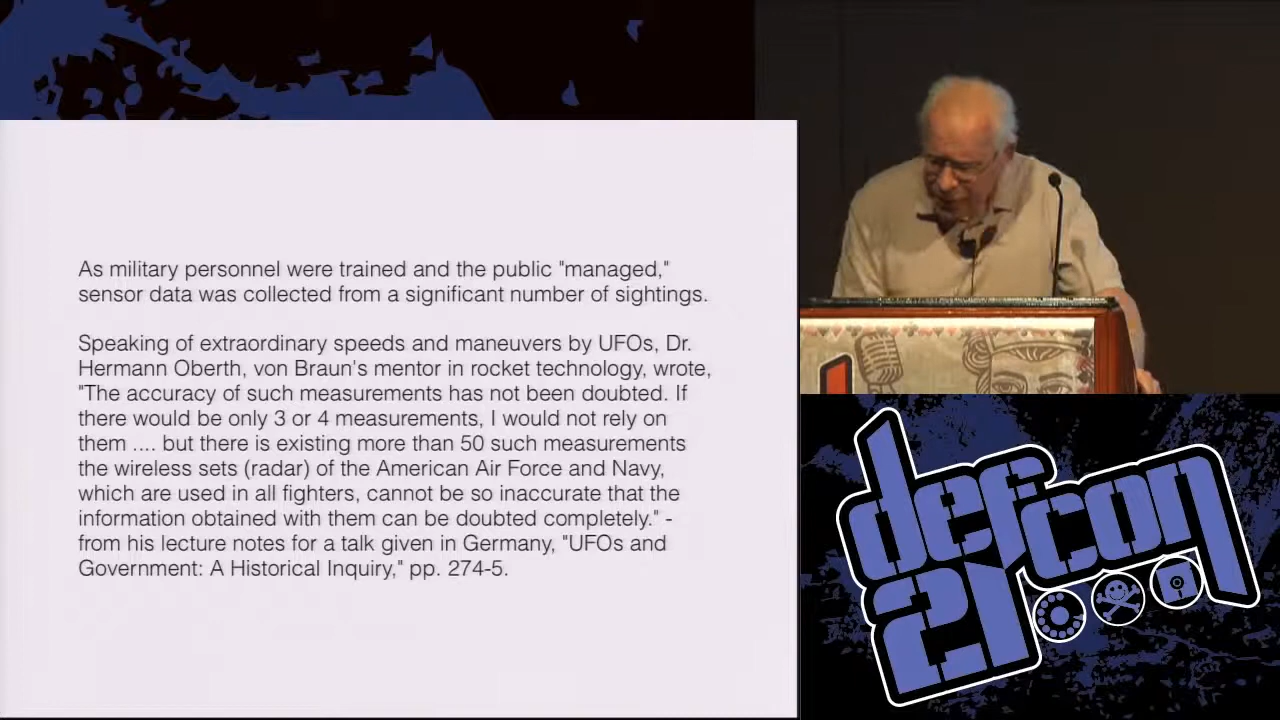 As military personnel were trained and the public "managed,"
sensor data was collected from a significant number of sightings.
Speaking of extraordinary speeds and maneuvers by UFOs, Dr.
Hermann Oberth, von Braun's mentor in rocket technology, wrote,
"The accuracy of such measurements has not been doubted. If
there would be only 3 or 4 measurements, I would not rely on
them .... but there is existing more than 50 such measurements
the wireless sets (radar) of the American Air Force and Navy,
which are used in all fighters, cannot be so inaccurate that the
information obtained with them can be doubted completely." -
from his lecture notes for a talk given in Germany, "UFOs and
Government: A Historical Inquiry," pp. 274-5.
defcon
21